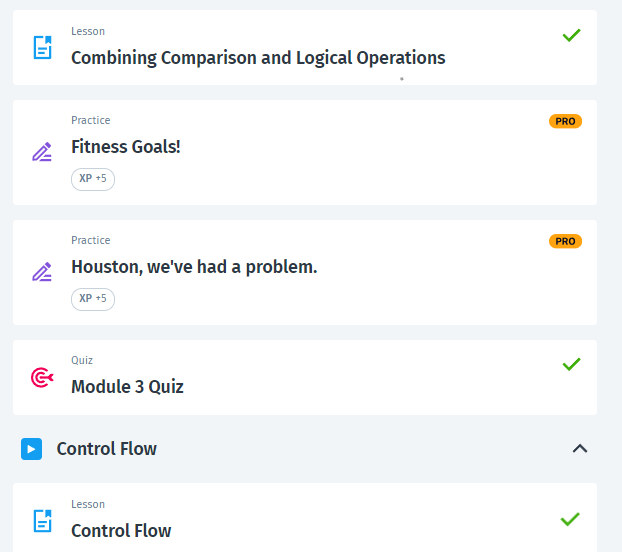 Lesson
Combining Comparison and Logical Operations
Practice
PRO
Fitness Goals!
XP +5
Practice
PRO
Houston, we've had a problem.
XP +5
Quiz
Module 3 Quiz
Control Flow
Lesson
Control Flow